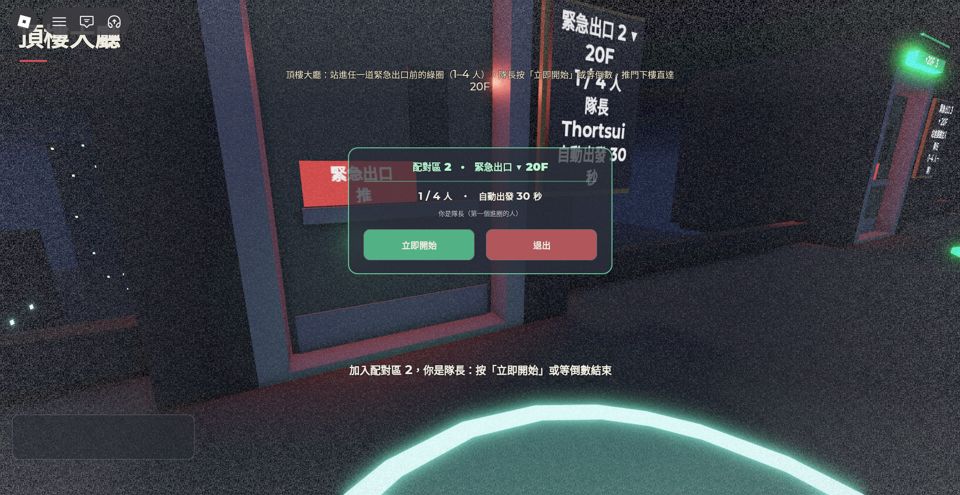 頂樓大廳
緊急出口 2 ▼
20F
1 / 4 人
隊長
Thortsui
自動出發 30
秒
頂樓大廳：站進任一道緊急出口前的綠圈（1–4 人），隊長按「立即開始」或等倒數，推門下樓直達
20F
緊急出口
推
配對區 2 • 緊急出口 ▼ 20F
1 / 4 人 • 自動出發 30 秒
你是隊長（第一個進圈的人）
立即開始
退出
加入配對區 2，你是隊長：按「立即開始」或等倒數結束